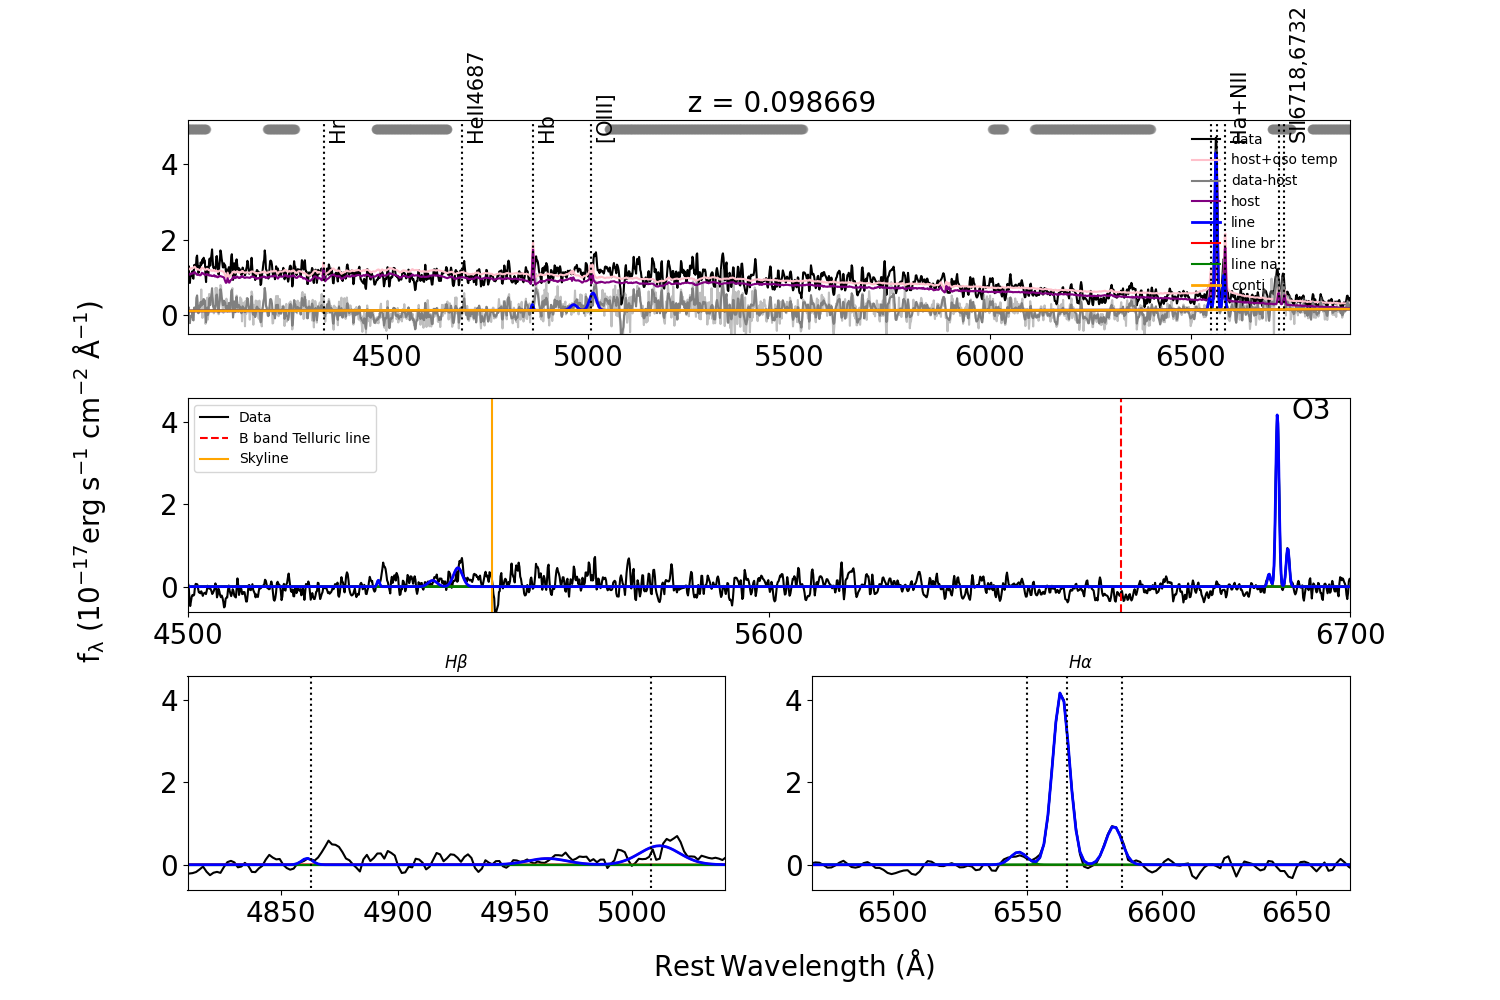 z = 0.098669
Hr
HeII4687
Hb
[OIII]
Ha+NII
SII6718,6732
data
host+qso temp
data-host
host
line
line br
line na
conti
4
2
0
4500
5000
5500
6000
6500
Data
B band Telluric line
Skyline
O3
4
2
0
4500
5600
6700
fλ (10⁻¹⁷erg s⁻¹ cm⁻² Å⁻¹)
Hβ
4
2
0
4850
4900
4950
5000
Hα
4
2
0
6500
6550
6600
6650
Rest Wavelength (Å)